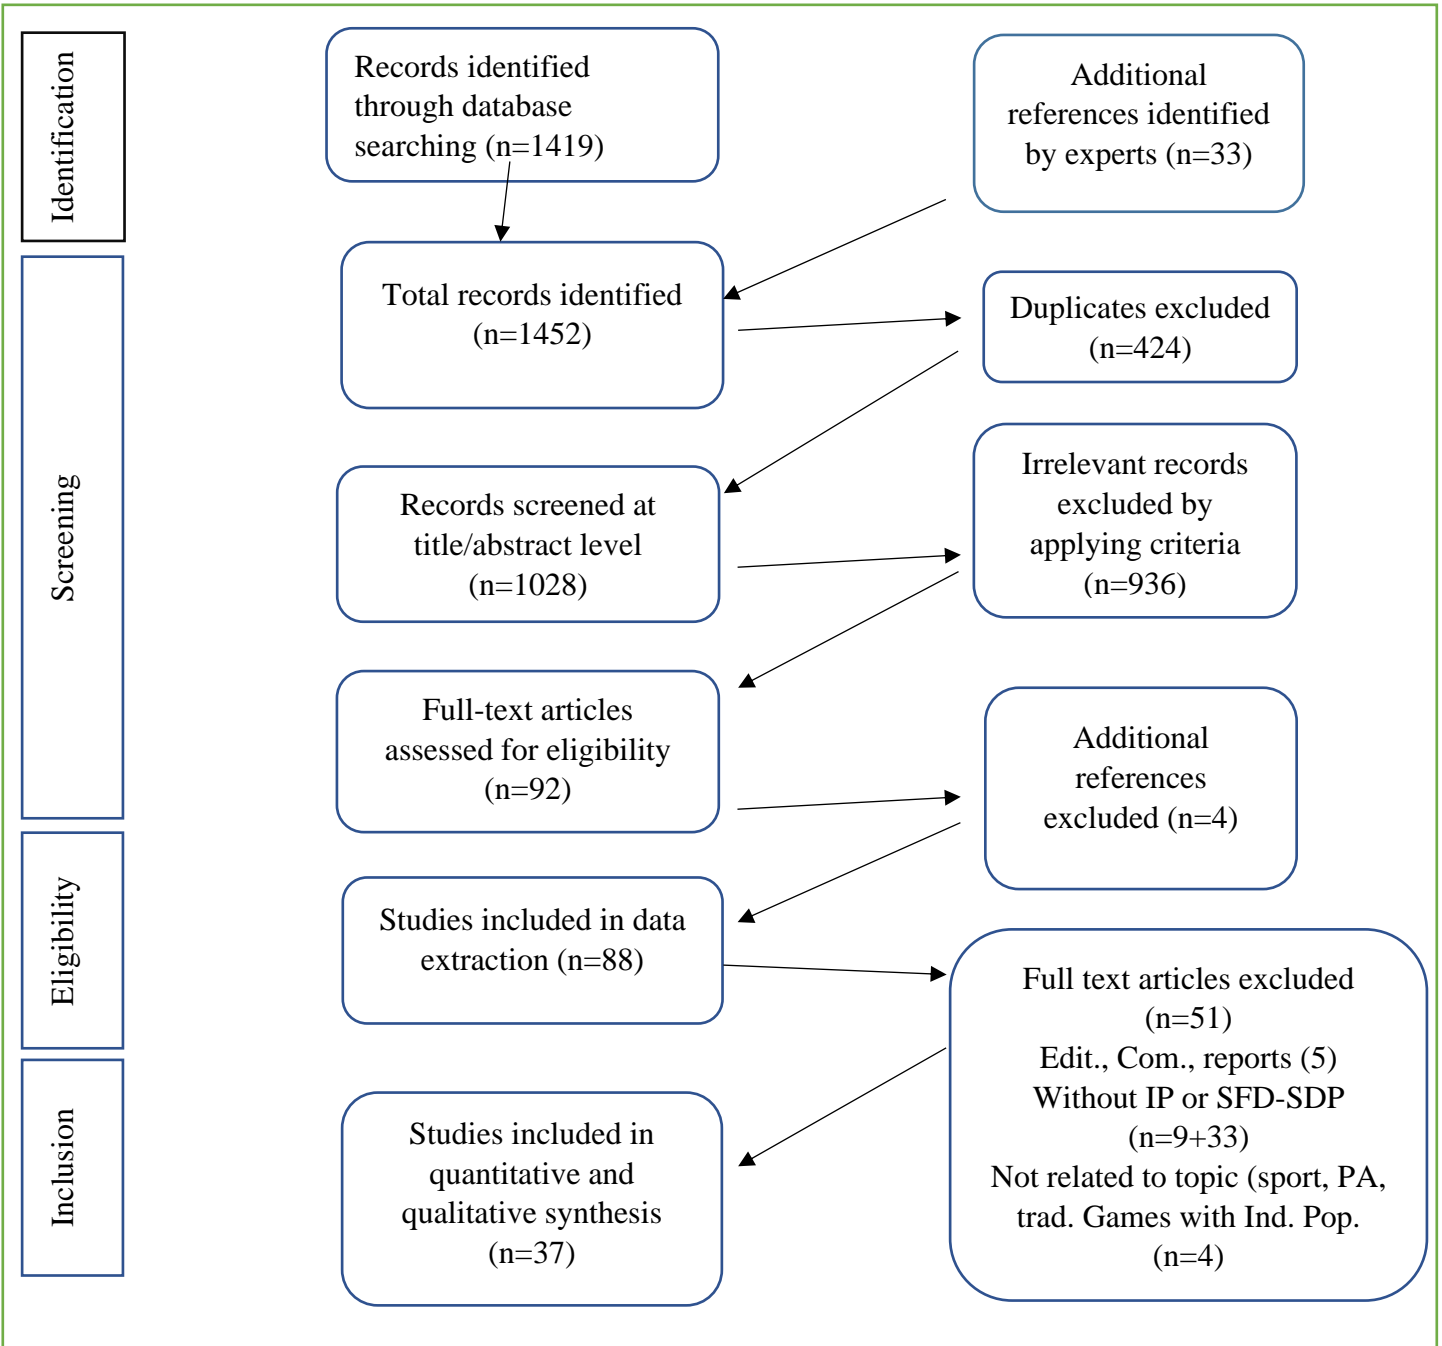 Identification
Records identified
through database
searching (n=1419)
Additional
references identified
by experts (n=33)
Screening
Total records identified
(n=1452)
Duplicates excluded
(n=424)
Records screened at
title/abstract level
(n=1028)
Irrelevant records
excluded by
applying criteria
(n=936)
Full-text articles
assessed for eligibility
(n=92)
Additional
references
excluded (n=4)
Eligibility
Studies included in data
extraction (n=88)
Full text articles excluded
(n=51)
Edit., Com., reports (5)
Without IP or SFD-SDP
(n=9+33)
Not related to topic (sport, PA,
trad. Games with Ind. Pop.
(n=4)
Inclusion
Studies included in
quantitative and
qualitative synthesis
(n=37)